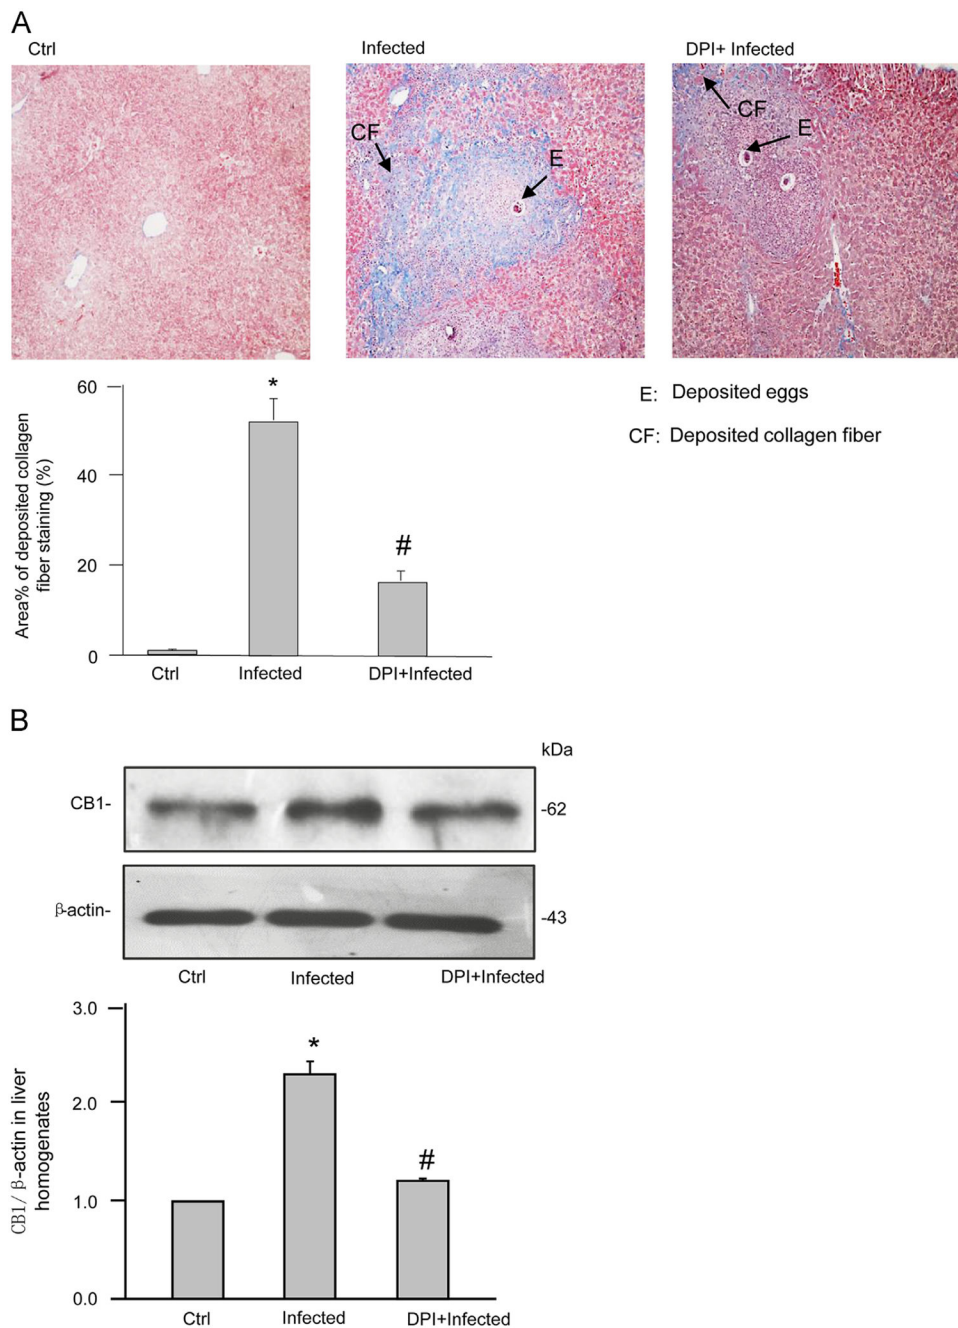 A
Ctrl
Infected
DPI+ Infected
CF
E
CF
E
E: Deposited eggs
CF: Deposited collagen fiber
Area% of deposited collagen
fiber staining (%)
60
40
20
0
*
#
Ctrl
Infected
DPI+Infected
B
kDa
CB1-
-62
β-actin-
-43
Ctrl
Infected
DPI+Infected
CB1/ β-actin in liver
homogenates
3.0
2.0
1.0
0.0
*
#
Ctrl
Infected
DPI+Infected